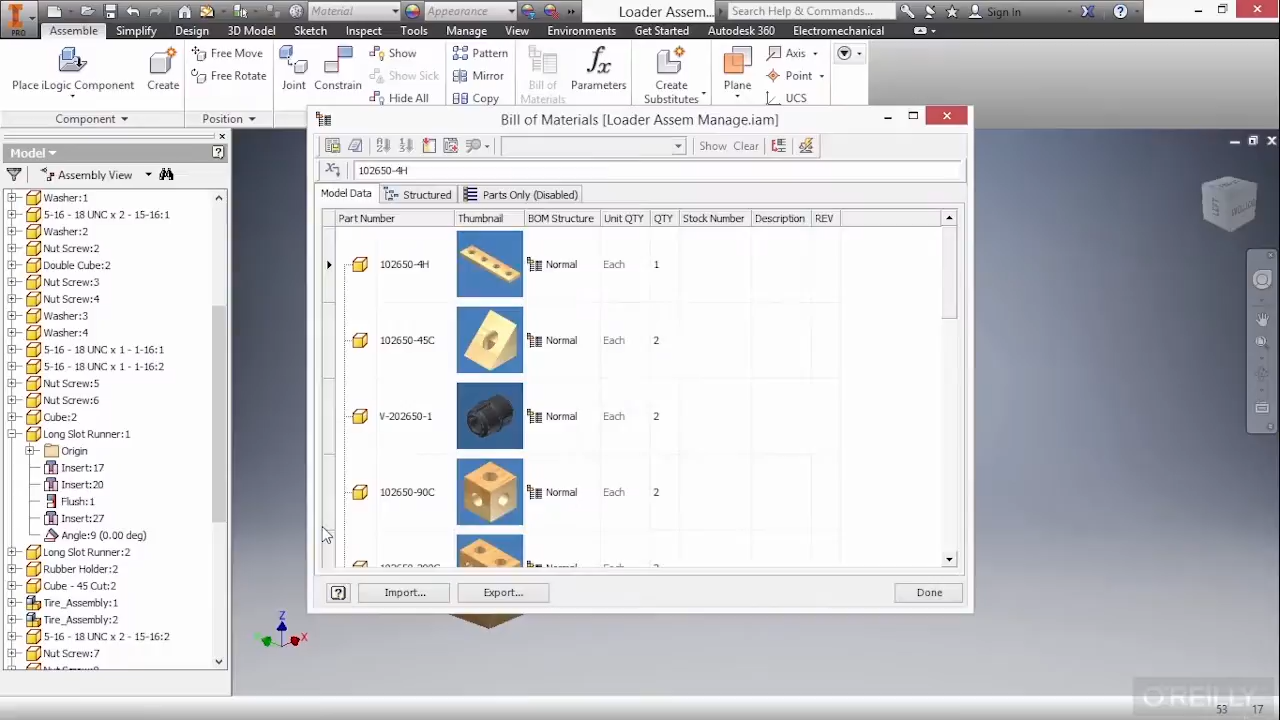 PRO
Material
Appearance
Loader Assem...
Search Help & Commands...
Sign In
Assemble Simplify Design 3D Model Sketch Inspect Tools Manage View Environments Get Started Autodesk 360 Electromechanical
Place iLogic Component
Create
Free Move
Free Rotate
Joint
Constrain
Show
Show Sick
Hide All
Pattern
Mirror
Copy
Bill of
Materials
Parameters
Create
Substitutes
Plane
Axis
Point
UCS
Component
Position
Model
Assembly View
Washer:1
5-16 - 18 UNC x 2 - 15-16:1
Washer:2
Nut Screw:2
Double Cube:2
Nut Screw:3
Nut Screw:4
Washer:3
Washer:4
5-16 - 18 UNC x 1 - 1-16:1
5-16 - 18 UNC x 1 - 1-16:2
Nut Screw:5
Nut Screw:6
Cube:2
Long Slot Runner:1
Origin
Insert:17
Insert:20
Flush:1
Insert:27
Angle:9 (0.00 deg)
Long Slot Runner:2
Rubber Holder:2
Cube - 45 Cut:2
Tire_Assembly:1
Tire_Assembly:2
5-16 - 18 UNC x 2 - 15-16:2
Nut Screw:7
Bill of Materials [Loader Assem Manage.iam]
Show Clear
102650-4H
Model Data Structured Parts Only (Disabled)
Part Number Thumbnail BOM Structure Unit QTY QTY Stock Number Description REV
102650-4H Normal Each 1
102650-45C Normal Each 2
V-202650-1 Normal Each 2
102650-90C Normal Each 2
Import... Export... Done
Z
X
O'REILLY
53 17